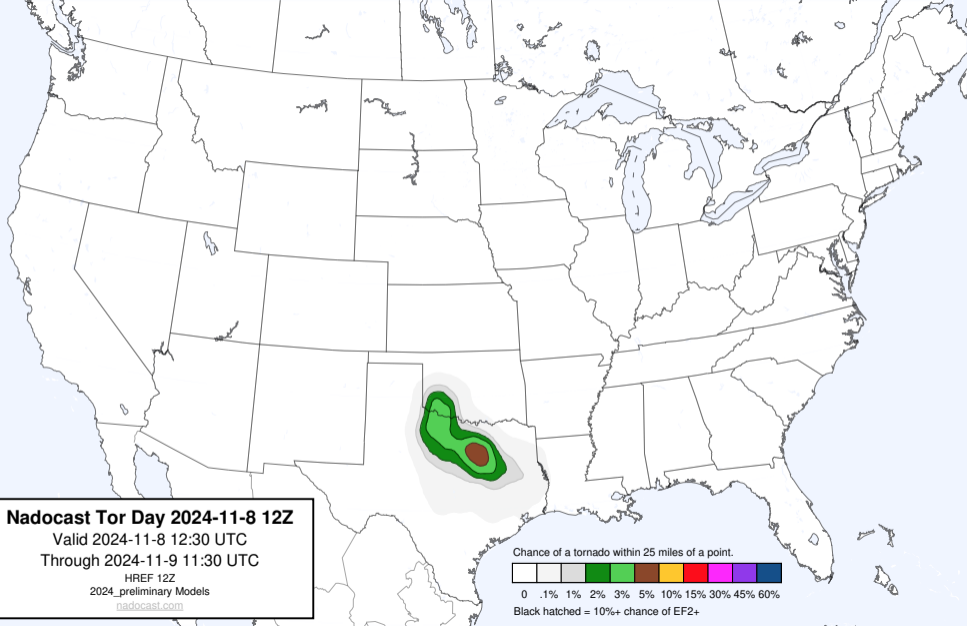 Nadocast Tor Day 2024-11-8 12Z
Valid 2024-11-8 12:30 UTC
Through 2024-11-9 11:30 UTC
HREF 12Z
2024_preliminary Models
nadocast.com
Chance of a tornado within 25 miles of a point.
0 .1% 1% 2% 3% 5% 10% 15% 30% 45% 60%
Black hatched = 10%+ chance of EF2+